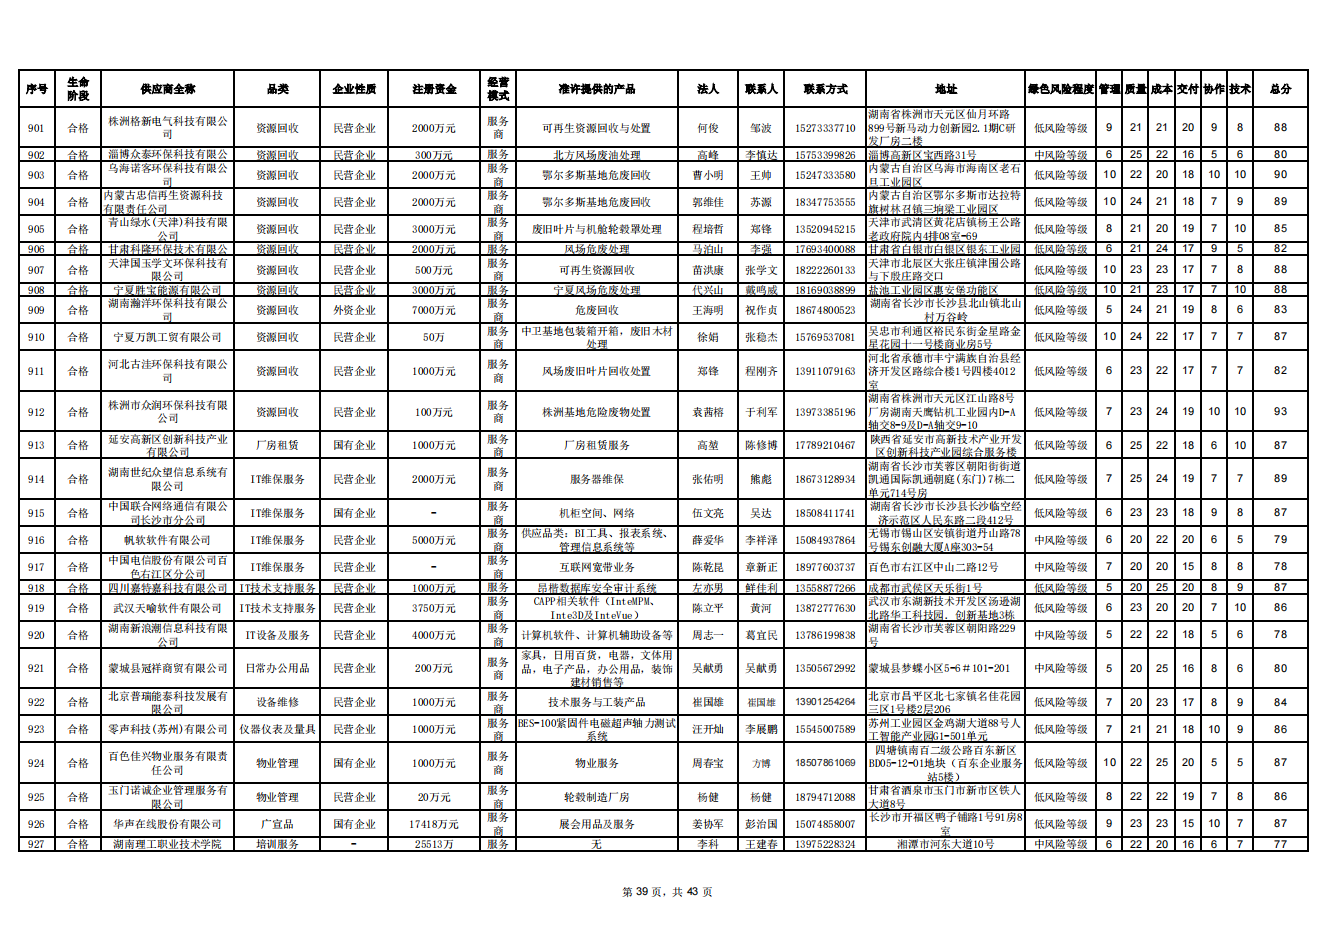 序号 生命阶段 供应商全称 品类 企业性质 注册资金 经营模式 准许提供的产品 法人 联系人 联系方式 地址 绿色风险程度 管理 质量 成本 交付 协作 技术 总分
901 合格 株洲格新电气科技有限公司 资源回收 民营企业 2000万元 服务商 可再生资源回收与处置 何俊 邹波 15273337710 湖南省株洲市天元区仙月环路899号新马动力创新园2.1期C研发厂房二楼 低风险等级 9 21 21 20 9 8 88
902 合格 淄博众泰环保科技有限公 资源回收 民营企业 300万元 服务 北方风场废油处理 高峰 李慎达 15753399826 淄博高新区宝西路31号 中风险等级 6 25 22 16 5 6 80
903 合格 乌海诺客环保科技有限公司 资源回收 民营企业 2000万元 服务商 鄂尔多斯基地危废回收 曹小明 王帅 15247333580 内蒙古自治区乌海市海南区老石旦工业园区 低风险等级 10 22 20 18 10 10 90
904 合格 内蒙古忠信再生资源科技有限责任公司 资源回收 民营企业 2000万元 服务商 鄂尔多斯基地危废回收 郭维佳 苏源 18347753555 内蒙古自治区鄂尔多斯市达拉特旗树林召镇三垧梁工业园区 低风险等级 10 24 21 18 7 9 89
905 合格 青山绿水(天津)科技有限公司 资源回收 民营企业 3000万元 服务商 废旧叶片与机舱轮毂罩处理 程培哲 郑锋 13520945215 天津市武清区黄花店镇杨王公路老政府院内4排08室-69 低风险等级 8 21 20 19 7 10 85
906 合格 甘肃科隆环保技术有限公 资源回收 民营企业 2000万元 服务 风场危废处理 马泊山 李强 17693400088 甘肃省白银市白银区银东工业园 低风险等级 6 21 24 17 9 5 82
907 合格 天津国玉学文环保科技有限公司 资源回收 民营企业 500万元 服务商 可再生资源回收 苗洪康 张学文 18222260133 天津市北辰区大张庄镇津围公路与下殷庄路交口 低风险等级 10 23 23 17 7 8 88
908 合格 宁夏胜宝能源有限公司 资源回收 民营企业 3000万元 服务 宁夏风场危废处理 代兴山 戴鸣威 18169038899 盐池工业园区惠安堡功能区 低风险等级 10 21 23 17 7 10 88
909 合格 湖南瀚洋环保科技有限公司 资源回收 外资企业 7000万元 服务商 危废回收 王海明 祝作贞 18674800523 湖南省长沙市长沙县北山镇北山村万谷岭 低风险等级 5 24 21 19 8 6 83
910 合格 宁夏万凯工贸有限公司 资源回收 民营企业 50万 服务商 中卫基地包装箱开箱，废旧木材处理 徐娟 张稳杰 15769537081 吴忠市利通区裕民东街金星路金星花园十一号楼商业房5号 低风险等级 10 24 22 17 7 7 87
911 合格 河北古洼环保科技有限公司 资源回收 民营企业 1000万元 服务商 风场废旧叶片回收处置 郑锋 程刚齐 13911079163 河北省承德市丰宁满族自治县经济开发区路综合楼1号四楼4012室 低风险等级 6 23 22 17 7 7 82
912 合格 株洲市众润环保科技有限公司 资源回收 民营企业 100万元 服务商 株洲基地危险废物处置 袁茜榕 于利军 13973385196 湖南省株洲市天元区江山路8号厂房湖南天鹰钻机工业园内D-A轴交8-9及D-A轴交9-10 低风险等级 7 23 24 19 10 10 93
913 合格 延安高新区创新科技产业有限公司 厂房租赁 国有企业 1000万元 服务商 厂房租赁服务 高堃 陈修博 17789210467 陕西省延安市高新技术产业开发区创新科技产业园综合服务楼 低风险等级 6 25 22 18 6 10 87
914 合格 湖南世纪众望信息系统有限公司 IT维保服务 民营企业 2000万元 服务商 服务器维保 张佑明 熊彪 18673128934 湖南省长沙市芙蓉区朝阳街街道凯通国际凯通朝庭(东门)7栋二单元714号房 低风险等级 7 25 24 19 7 7 89
915 合格 中国联合网络通信有限公司长沙市分公司 IT维保服务 国有企业 - 服务商 机柜空间、网络 伍文亮 吴达 18508411741 湖南省长沙市长沙县长沙临空经济示范区人民东路二段412号 低风险等级 6 23 23 18 9 8 87
916 合格 帆软软件有限公司 IT维保服务 民营企业 5000万元 服务商 供应品类：BI工具、报表系统、管理信息系统等 薛爱华 李祥泽 15084937864 无锡市锡山区安镇街道丹山路78号锡东创融大厦A座303-54 中风险等级 6 20 22 20 6 5 79
917 合格 中国电信股份有限公司百色右江区分公司 IT维保服务 民营企业 - 服务商 互联网宽带业务 陈乾昆 章新正 18977603737 百色市右江区中山二路12号 中风险等级 7 20 20 15 8 8 78
918 合格 四川嘉特嘉科技有限公司 IT技术支持服务 民营企业 1000万元 服务 昂楷数据库安全审计系统 左亦男 鲜佳利 13558877266 成都市武侯区天乐街1号 低风险等级 5 20 25 20 8 9 87
919 合格 武汉天喻软件有限公司 IT技术支持服务 民营企业 3750万元 服务商 CAPP相关软件（InteMPM、Inte3D及InteVue） 陈立平 黄河 13872777630 武汉市东湖新技术开发区汤逊湖北路华工科技园．创新基地3栋 低风险等级 6 23 20 20 7 10 86
920 合格 湖南新浪潮信息科技有限公司 IT设备及服务 民营企业 4000万元 服务商 计算机软件、计算机辅助设备等 周志一 葛宜民 13786199838 湖南省长沙市芙蓉区朝阳路229号 中风险等级 5 22 22 18 5 6 78
921 合格 蒙城县冠祥商贸有限公司 日常办公用品 民营企业 200万元 服务商 家具，日用百货，电器，文体用品，电子产品，办公用品，装饰建材销售等 吴献勇 吴献勇 13505672992 蒙城县梦蝶小区5-6＃101-201 中风险等级 5 20 25 16 8 6 80
922 合格 北京普瑞能泰科技发展有限公司 设备维修 民营企业 1000万元 服务商 技术服务与工装产品 崔国雄 崔国雄 13901254264 北京市昌平区北七家镇名佳花园三区1号楼2层206 低风险等级 7 20 23 17 8 9 84
923 合格 零声科技(苏州)有限公司 仪器仪表及量具 民营企业 1000万元 服务商 BES-100紧固件电磁超声轴力测试系统 汪开灿 李展鹏 15545007589 苏州工业园区金鸡湖大道88号人工智能产业园G1-501单元 低风险等级 7 21 21 18 10 9 86
924 合格 百色佳兴物业服务有限责任公司 物业管理 国有企业 1000万元 服务商 物业服务 周春宝 方博 18507861069 四塘镇南百二级公路百东新区BD05-12-01地块（百东企业服务站5楼） 低风险等级 10 22 25 20 5 5 87
925 合格 玉门诺诚企业管理服务有限公司 物业管理 民营企业 20万元 服务商 轮毂制造厂房 杨健 杨健 18794712088 甘肃省酒泉市玉门市新市区铁人大道8号 低风险等级 8 22 22 19 7 8 86
926 合格 华声在线股份有限公司 广宣品 国有企业 17418万元 服务商 展会用品及服务 姜协军 彭治国 15074858007 长沙市开福区鸭子铺路1号91房8室 低风险等级 9 23 23 15 10 7 87
927 合格 湖南理工职业技术学院 培训服务 - 25513万 服务 无 李科 王建春 13975228324 湘潭市河东大道10号 中风险等级 6 22 20 16 6 7 77
第 39 页，共 43 页